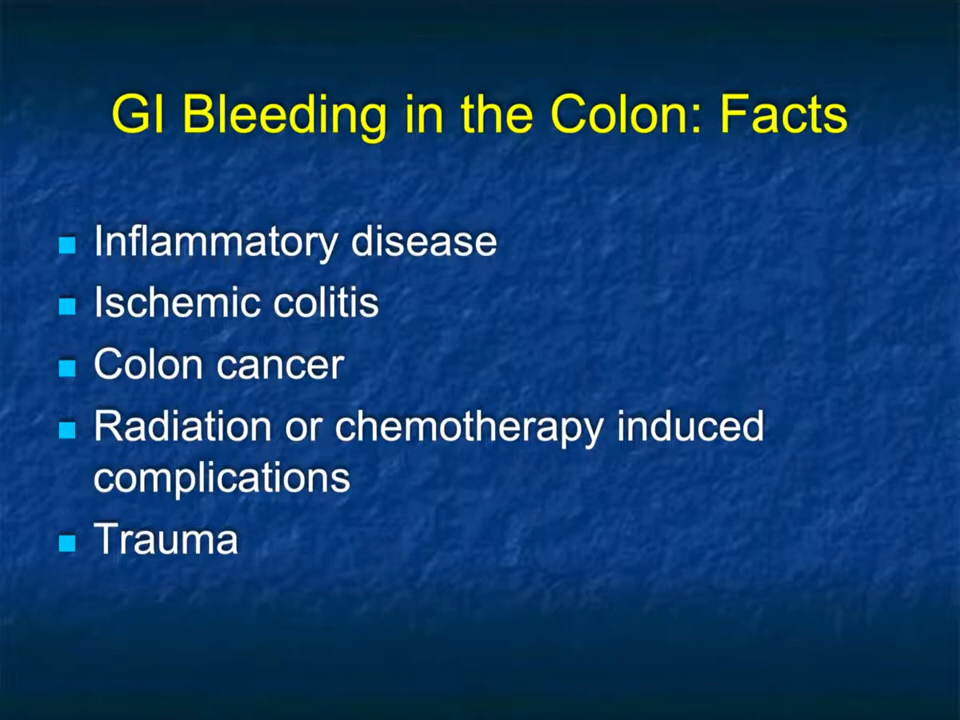 GI Bleeding in the Colon: Facts
Inflammatory disease
Ischemic colitis
Colon cancer
Radiation or chemotherapy induced
complications
Trauma